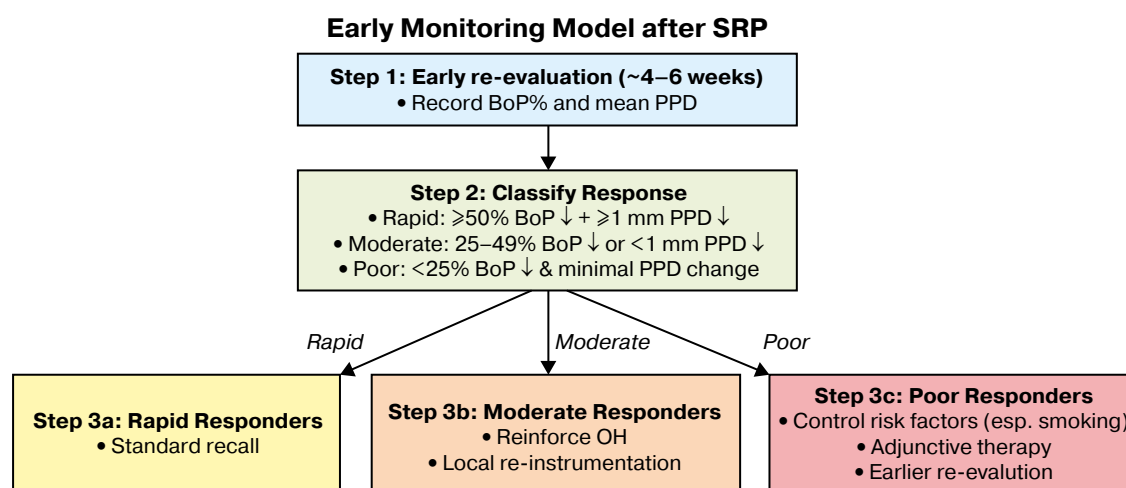 Early Monitoring Model after SRP
Step 1: Early re-evaluation (~4–6 weeks)
• Record BoP% and mean PPD
Step 2: Classify Response
• Rapid: ⩾50% BoP ↓ + ⩾1 mm PPD ↓
• Moderate: 25–49% BoP ↓ or <1 mm PPD ↓
• Poor: <25% BoP ↓ & minimal PPD change
Rapid
Moderate
Poor
Step 3a: Rapid Responders
• Standard recall
Step 3b: Moderate Responders
• Reinforce OH
• Local re-instrumentation
Step 3c: Poor Responders
• Control risk factors (esp. smoking)
• Adjunctive therapy
• Earlier re-evalution